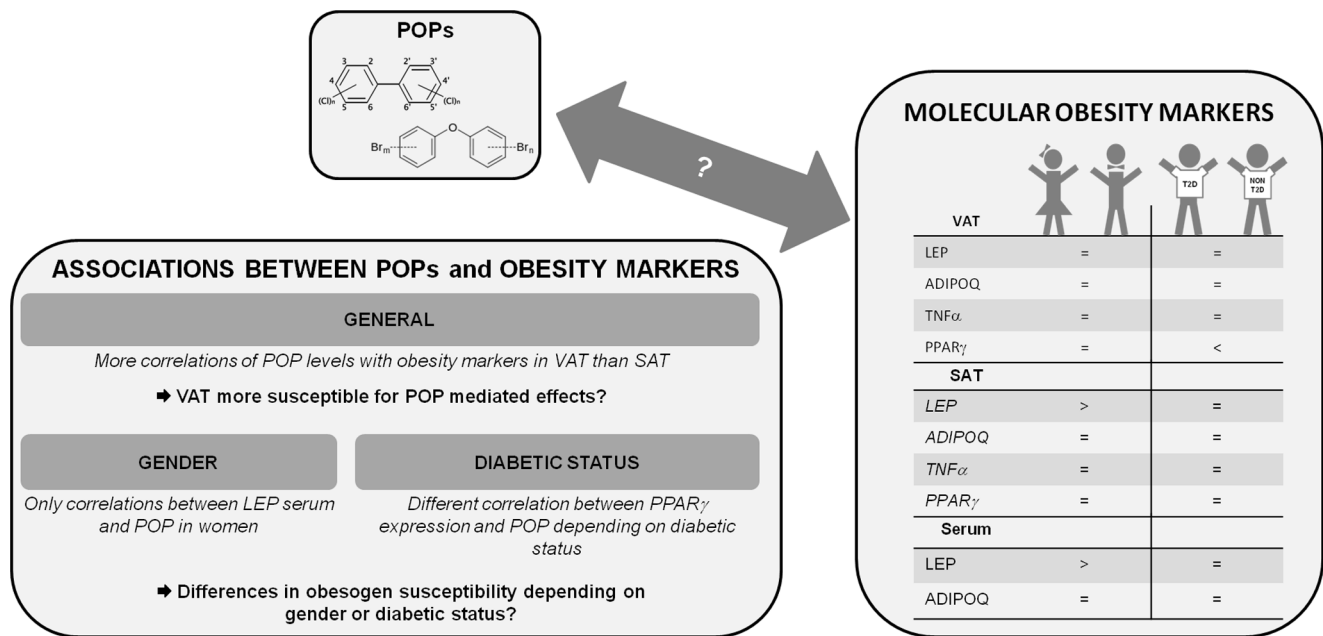 POPs
3 2 2' 3'
4 4'
(Cl)n (Cl)n
5 6 6' 5'
O
Brm Brn
?
MOLECULAR OBESITY MARKERS
T2D NON
T2D
VAT
LEP = =
ADIPOQ = =
TNFα = =
PPARγ = <
SAT
LEP > =
ADIPOQ = =
TNFα = =
PPARγ = =
Serum
LEP > =
ADIPOQ = =
ASSOCIATIONS BETWEEN POPs and OBESITY MARKERS
GENERAL
More correlations of POP levels with obesity markers in VAT than SAT
➡ VAT more susceptible for POP mediated effects?
GENDER
Only correlations between LEP serum
and POP in women
DIABETIC STATUS
Different correlation between PPARγ
expression and POP depending on diabetic
status
➡ Differences in obesogen susceptibility depending on
gender or diabetic status?